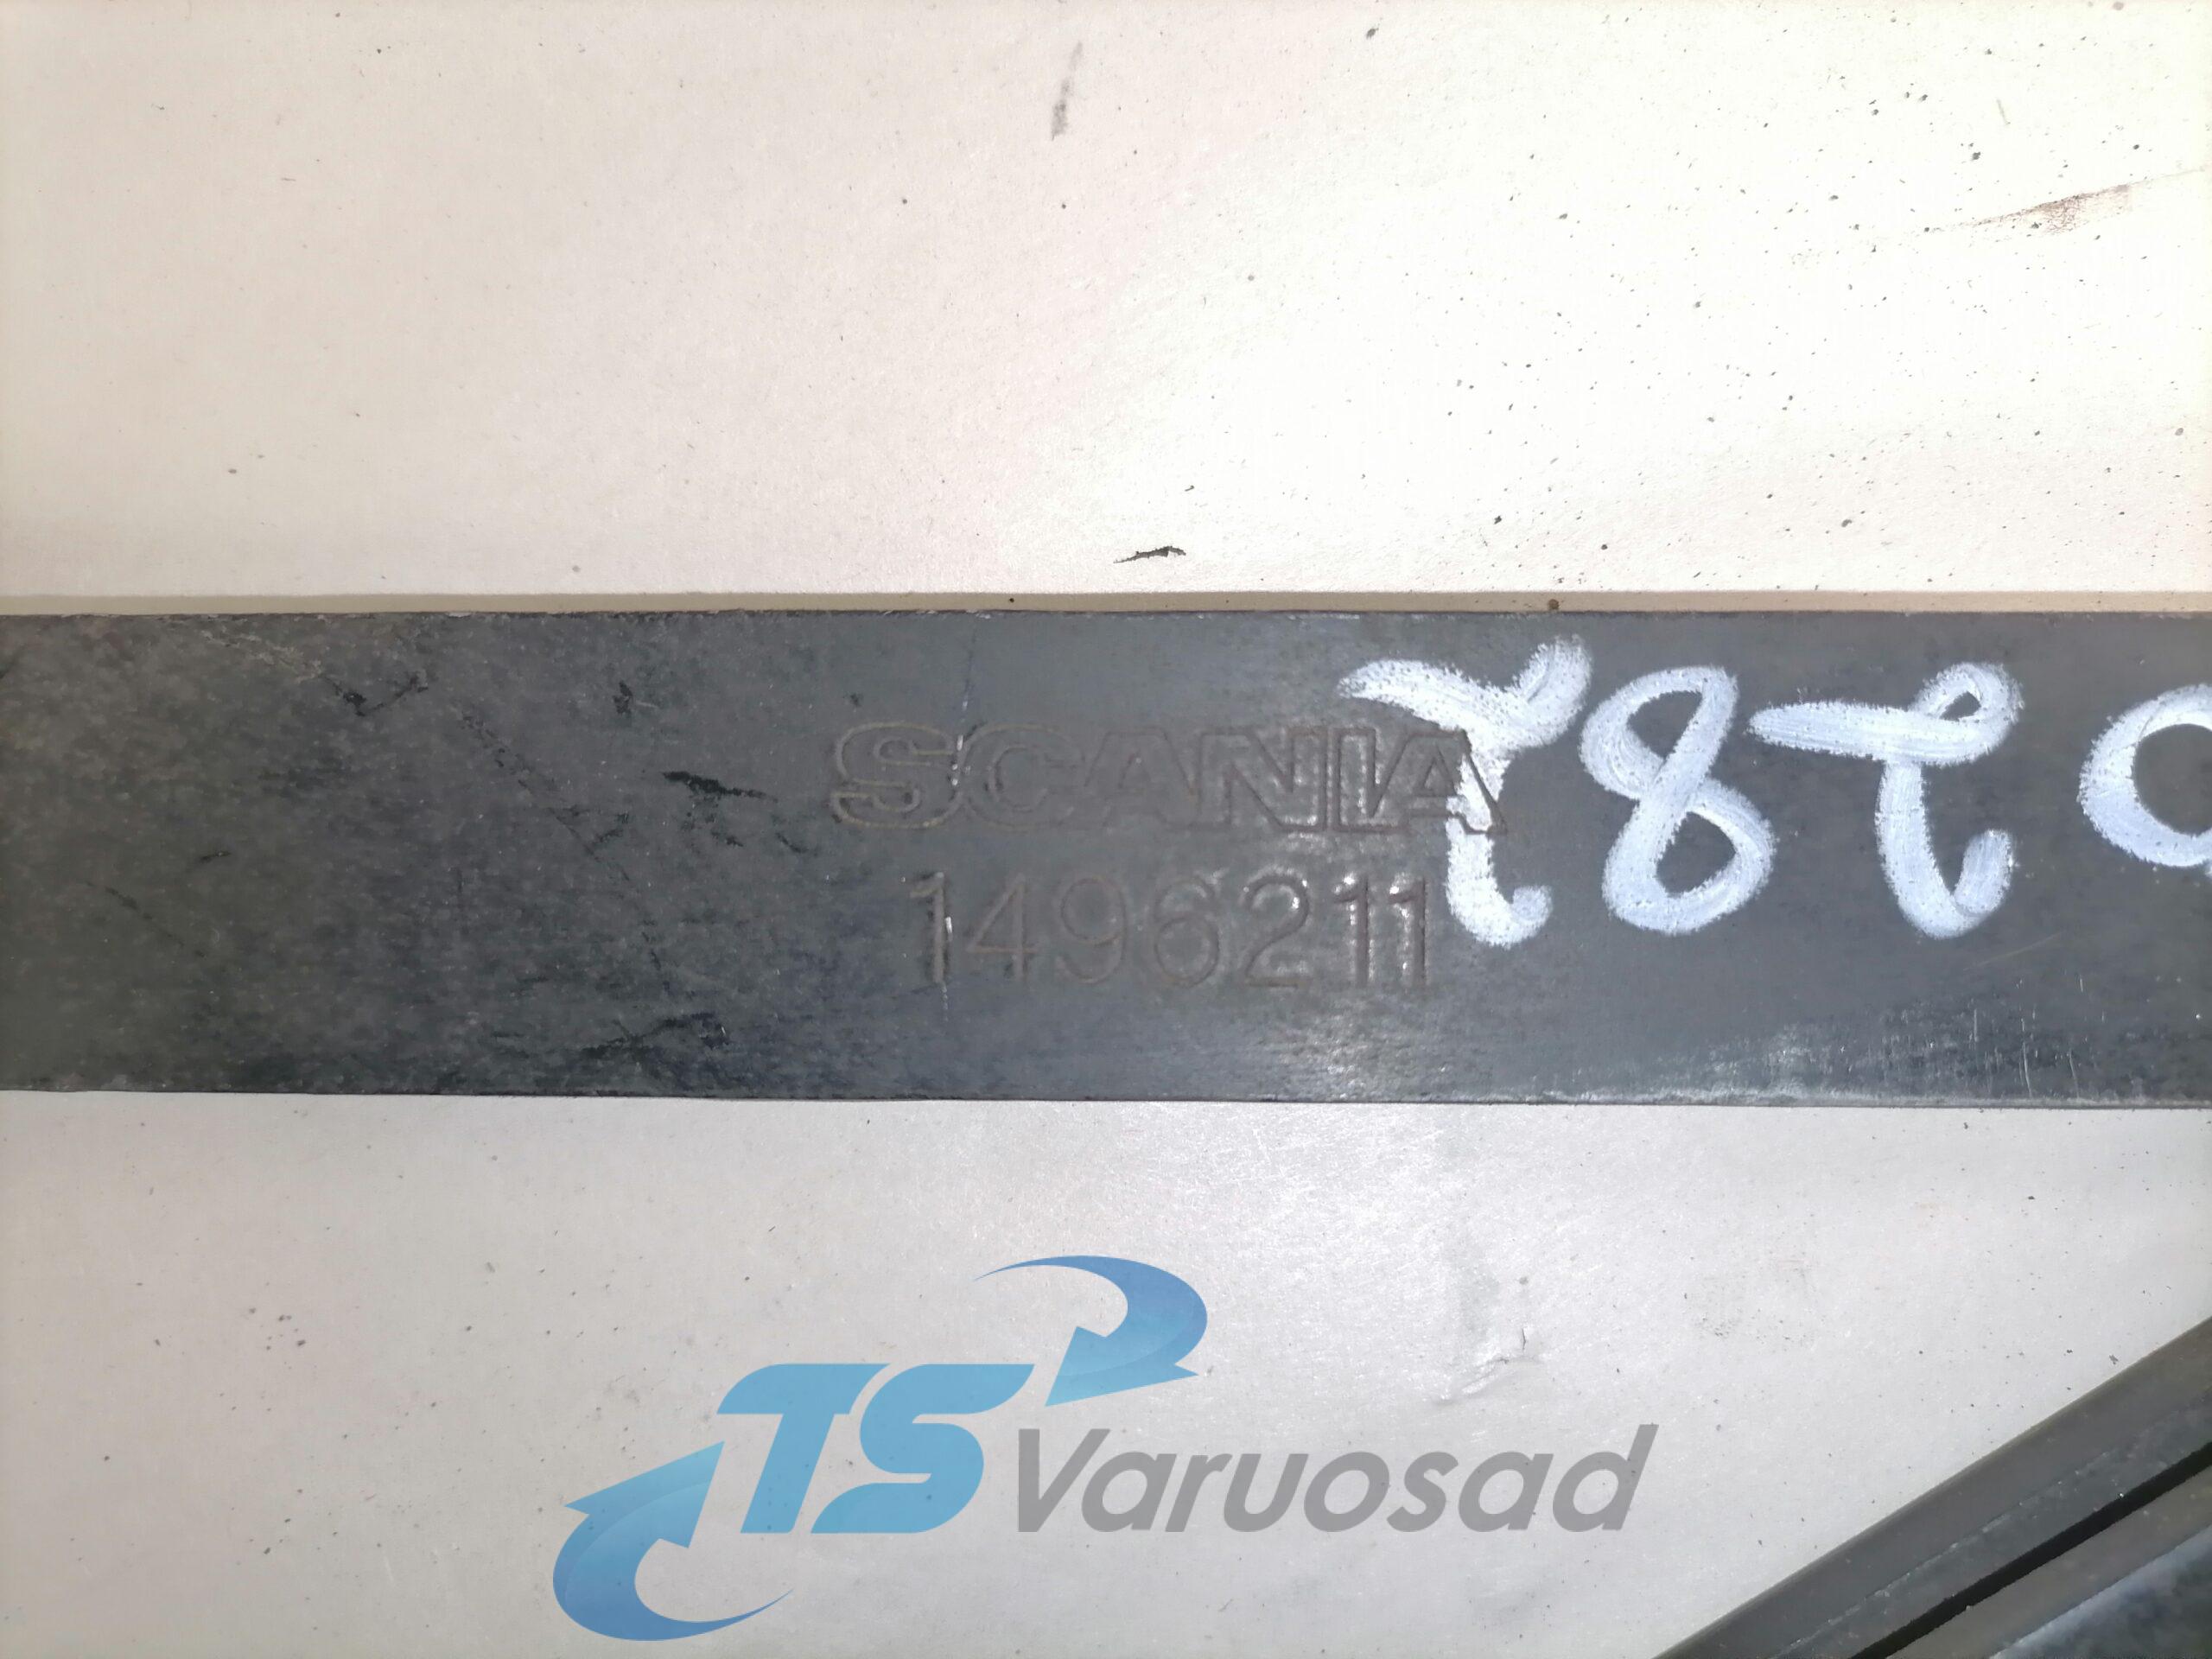 SCANIA
1496211
TS Varuosad